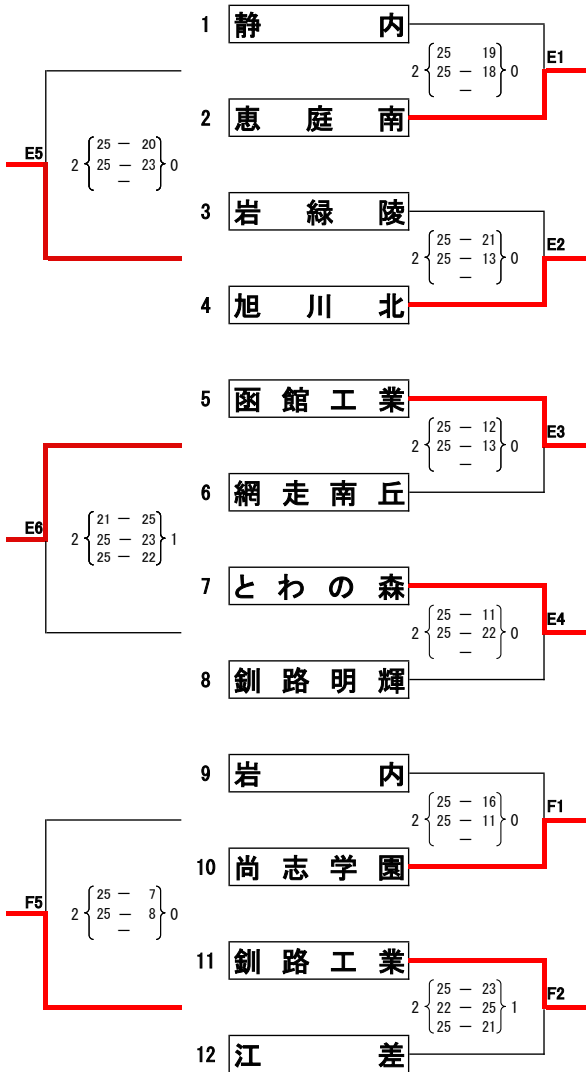 1 静内
25 19
E1
2 25 － 18 0
－
2 恵庭南
E5
25 － 20
2 25 － 23 0
－
3 岩緑陵
25 － 21
E2
2 25 － 13 0
－
4 旭川北
5 函館工業
25 － 12
E3
2 25 － 13 0
－
6 網走南丘
E6
21 － 25
2 25 － 23 1
25 － 22
7 とわの森
25 － 11
E4
2 25 － 22 0
－
8 釧路明輝
9 岩内
25 － 16
F1
2 25 － 11 0
－
10 尚志学園
F5
25 － 7
2 25 － 8 0
－
11 釧路工業
25 － 23
F2
2 22 － 25 1
25 － 21
12 江差